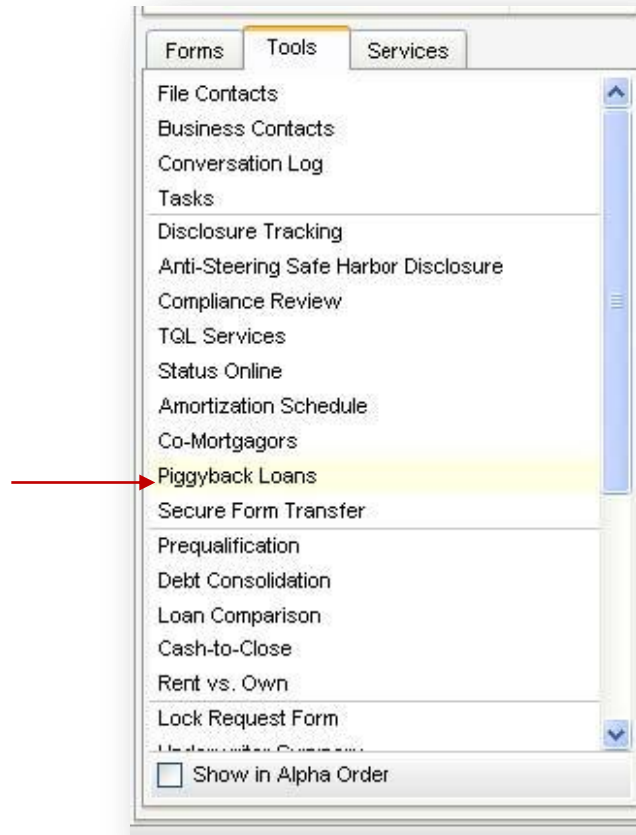 Forms Tools Services
File Contacts
Business Contacts
Conversation Log
Tasks
Disclosure Tracking
Anti-Steering Safe Harbor Disclosure
Compliance Review
TQL Services
Status Online
Amortization Schedule
Co-Mortgagors
Piggyback Loans
Secure Form Transfer
Prequalification
Debt Consolidation
Loan Comparison
Cash-to-Close
Rent vs. Own
Lock Request Form
Show in Alpha Order